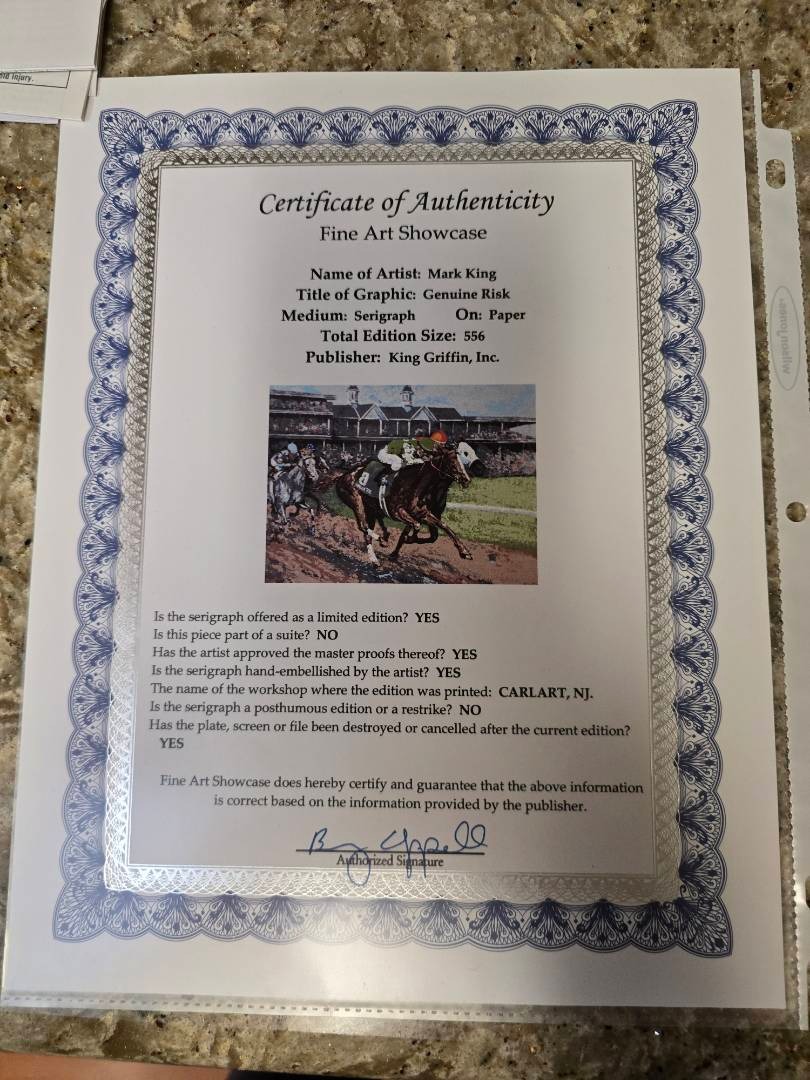 old injury.
Certificate of Authenticity
Fine Art Showcase
Name of Artist: Mark King
Title of Graphic: Genuine Risk
Medium: Serigraph On: Paper
Total Edition Size: 556
Publisher: King Griffin, Inc.
Is the serigraph offered as a limited edition? YES
Is this piece part of a suite? NO
Has the artist approved the master proofs thereof? YES
Is the serigraph hand-embellished by the artist? YES
The name of the workshop where the edition was printed: CARLART, NJ.
Is the serigraph a posthumous edition or a restrike? NO
Has the plate, screen or file been destroyed or cancelled after the current edition?
YES
Fine Art Showcase does hereby certify and guarantee that the above information
is correct based on the information provided by the publisher.
Authorized Signature